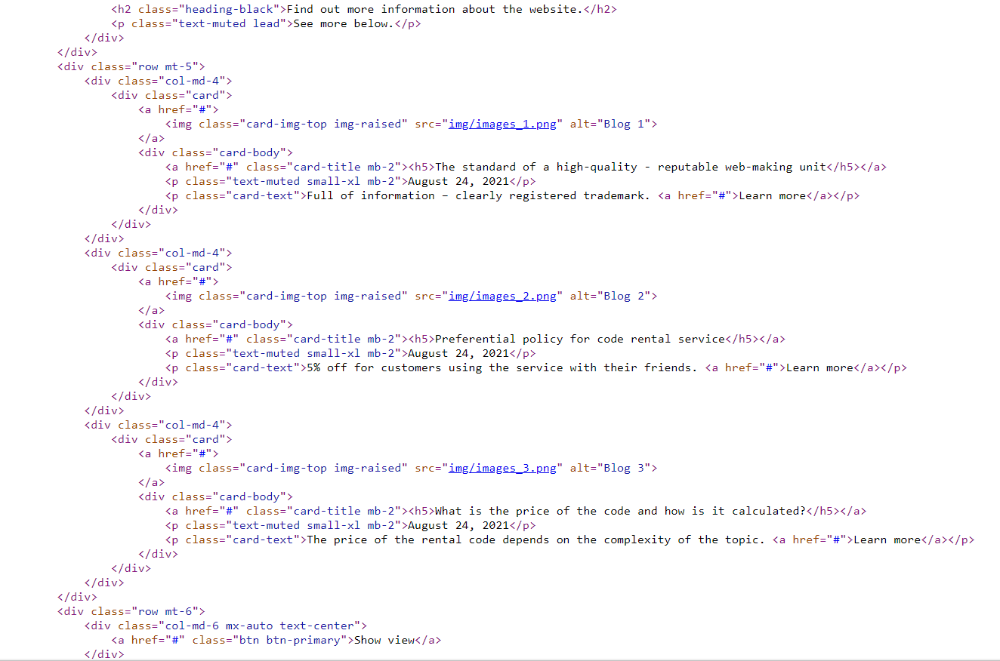 <h2 class="heading-black">Find out more information about the website.</h2>
<p class="text-muted lead">See more below.</p>
</div>
</div>
<div class="row mt-5">
<div class="col-md-4">
<div class="card">
<a href="#">
<img class="card-img-top img-raised" src="img/images_1.png" alt="Blog 1">
</a>
<div class="card-body">
<a href="#" class="card-title mb-2"><h5>The standard of a high-quality - reputable web-making unit</h5></a>
<p class="text-muted small-xl mb-2">August 24, 2021</p>
<p class="card-text">Full of information – clearly registered trademark. <a href="#">Learn more</a></p>
</div>
</div>
</div>
<div class="col-md-4">
<div class="card">
<a href="#">
<img class="card-img-top img-raised" src="img/images_2.png" alt="Blog 2">
</a>
<div class="card-body">
<a href="#" class="card-title mb-2"><h5>Preferential policy for code rental service</h5></a>
<p class="text-muted small-xl mb-2">August 24, 2021</p>
<p class="card-text">5% off for customers using the service with their friends. <a href="#">Learn more</a></p>
</div>
</div>
</div>
<div class="col-md-4">
<div class="card">
<a href="#">
<img class="card-img-top img-raised" src="img/images_3.png" alt="Blog 3">
</a>
<div class="card-body">
<a href="#" class="card-title mb-2"><h5>What is the price of the code and how is it calculated?</h5></a>
<p class="text-muted small-xl mb-2">August 24, 2021</p>
<p class="card-text">The price of the rental code depends on the complexity of the topic. <a href="#">Learn more</a></p>
</div>
</div>
</div>
</div>
<div class="row mt-6">
<div class="col-md-6 mx-auto text-center">
<a href="#" class="btn btn-primary">Show view</a>
</div>